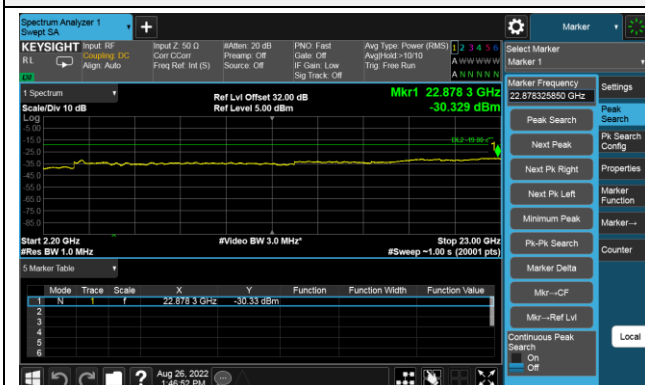 Spectrum Analyzer 1
Swept SA
+
Marker
KEYSIGHT
RL
Input: RF
Coupling: DC
Align: Auto
Input Z: 50 Ω
Corr CCorr
Freq Ref: Int (S)
#Atten: 20 dB
Preamp: Off
Source: Off
PNO: Fast
Gate: Off
IF Gain: Low
Sig Track: Off
Avg Type: Power (RMS)
Avg|Hold:>10/10
Trig: Free Run
1 2 3 4 5 6
A W W W W W
A N N N N N
Select Marker
Marker 1
1 Spectrum
Scale/Div 10 dB
Log
Ref Lvl Offset 32.00 dB
Ref Level 5.00 dBm
Mkr1 22.878 3 GHz
-30.329 dBm
-5.00
-15.0
-25.0
-35.0
-45.0
-55.0
-65.0
-75.0
-85.0
1
Start 2.20 GHz
#Res BW 1.0 MHz
#Video BW 3.0 MHz*
Stop 23.00 GHz
#Sweep ~1.00 s (20001 pts)
5 Marker Table
Mode Trace Scale X Y Function Function Width Function Value
1 N 1 f 22.878 3 GHz -30.33 dBm
2
3
4
5
6
Marker Frequency
22.878325850 GHz
Peak Search
Next Peak
Next Pk Right
Next Pk Left
Minimum Peak
Pk-Pk Search
Marker Delta
Mkr→CF
Mkr→Ref Lvl
Continuous Peak
Search
On
Off
Settings
Peak
Search
Pk Search
Config
Properties
Marker
Function
Marker→
Counter
Local
?
Aug 26, 2022
1:46:52 PM